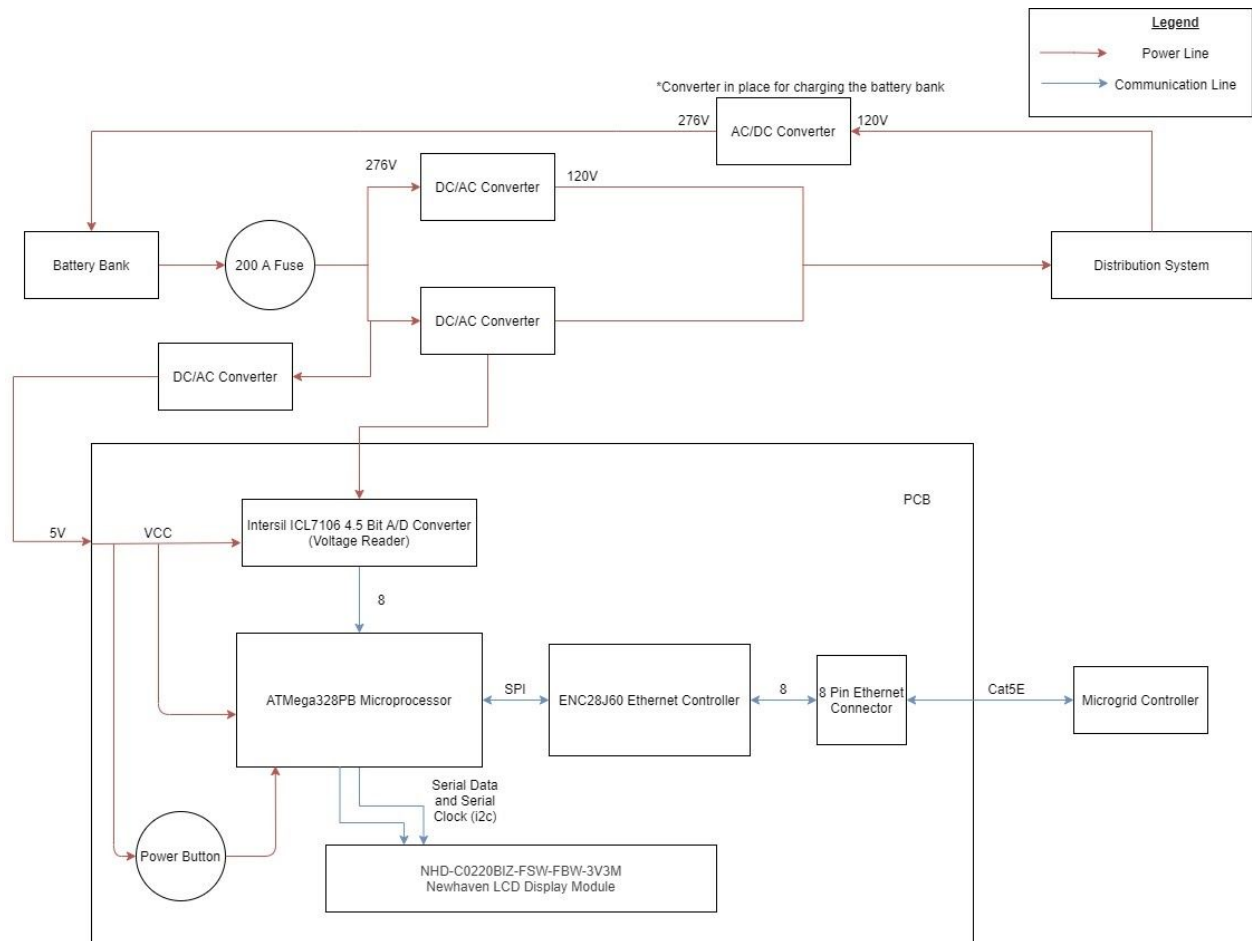 Legend
Power Line
Communication Line
*Converter in place for charging the battery bank
276V
AC/DC Converter
120V
276V
DC/AC Converter
120V
Battery Bank
200 A Fuse
Distribution System
DC/AC Converter
DC/AC Converter
PCB
Intersil ICL7106 4.5 Bit A/D Converter
(Voltage Reader)
5V
VCC
8
ATMega328PB Microprocessor
SPI
ENC28J60 Ethernet Controller
8
8 Pin Ethernet
Connector
Cat5E
Microgrid Controller
Serial Data
and Serial
Clock (i2c)
Power Button
NHD-C0220BIZ-FSW-FBW-3V3M
Newhaven LCD Display Module